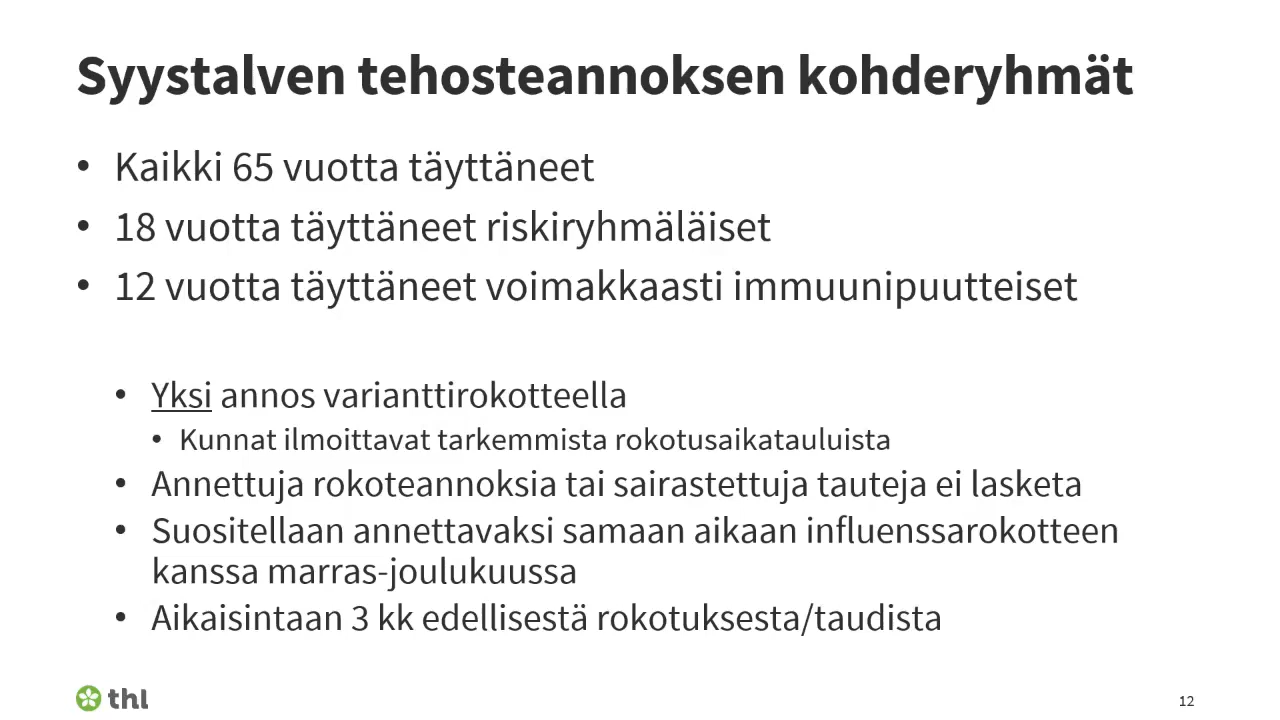 Syystalven tehosteannoksen kohderyhmät
• Kaikki 65 vuotta täyttäneet
• 18 vuotta täyttäneet riskiryhmäläiset
• 12 vuotta täyttäneet voimakkaasti immuunipuutteiset
• Yksi annos varianttirokotteella
• Kunnat ilmoittavat tarkemmista rokotusaikatauluista
• Annettuja rokoteannoksia tai sairastettuja tauteja ei lasketa
• Suositellaan annettavaksi samaan aikaan influenssarokotteen
kanssa marras-joulukuussa
• Aikaisintaan 3 kk edellisestä rokotuksesta/taudista
thl
12